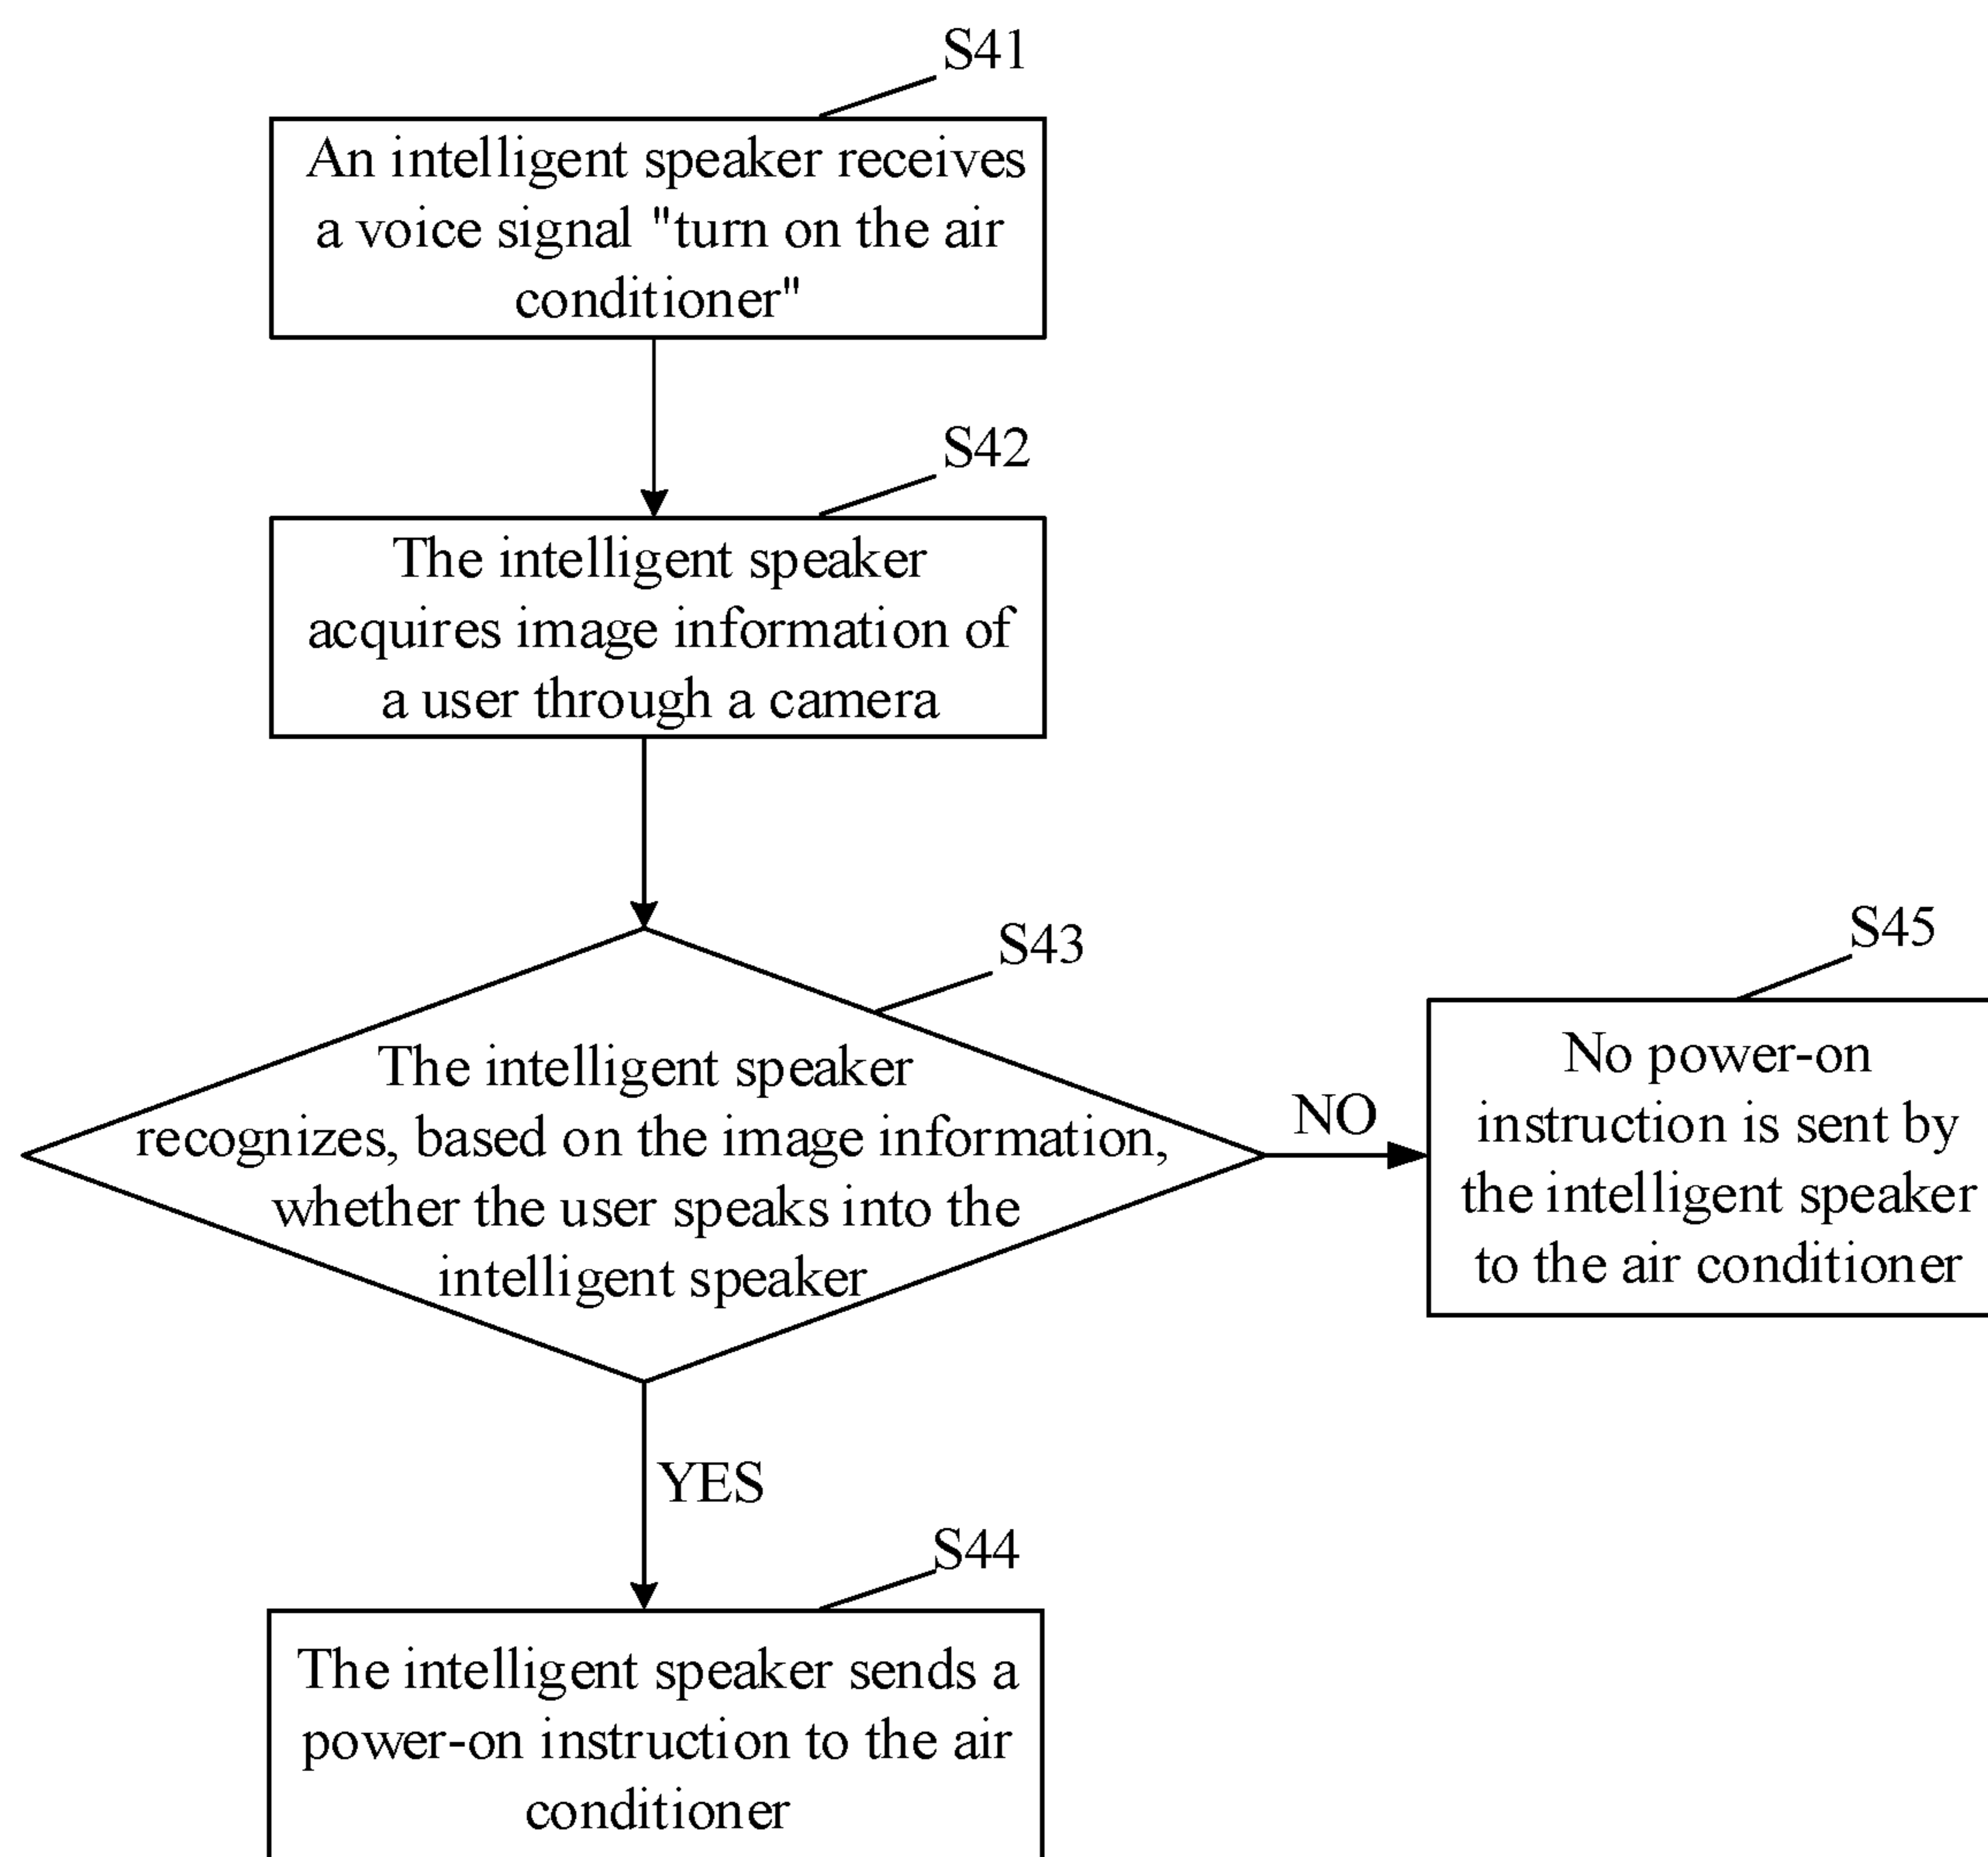 S41
An intelligent speaker receives
a voice signal "turn on the air
conditioner"
S42
The intelligent speaker
acquires image information of
a user through a camera
S43
The intelligent speaker
recognizes, based on the image information,
whether the user speaks into the
intelligent speaker
NO
S45
No power-on
instruction is sent by
the intelligent speaker
to the air conditioner
YES
S44
The intelligent speaker sends a
power-on instruction to the air
conditioner